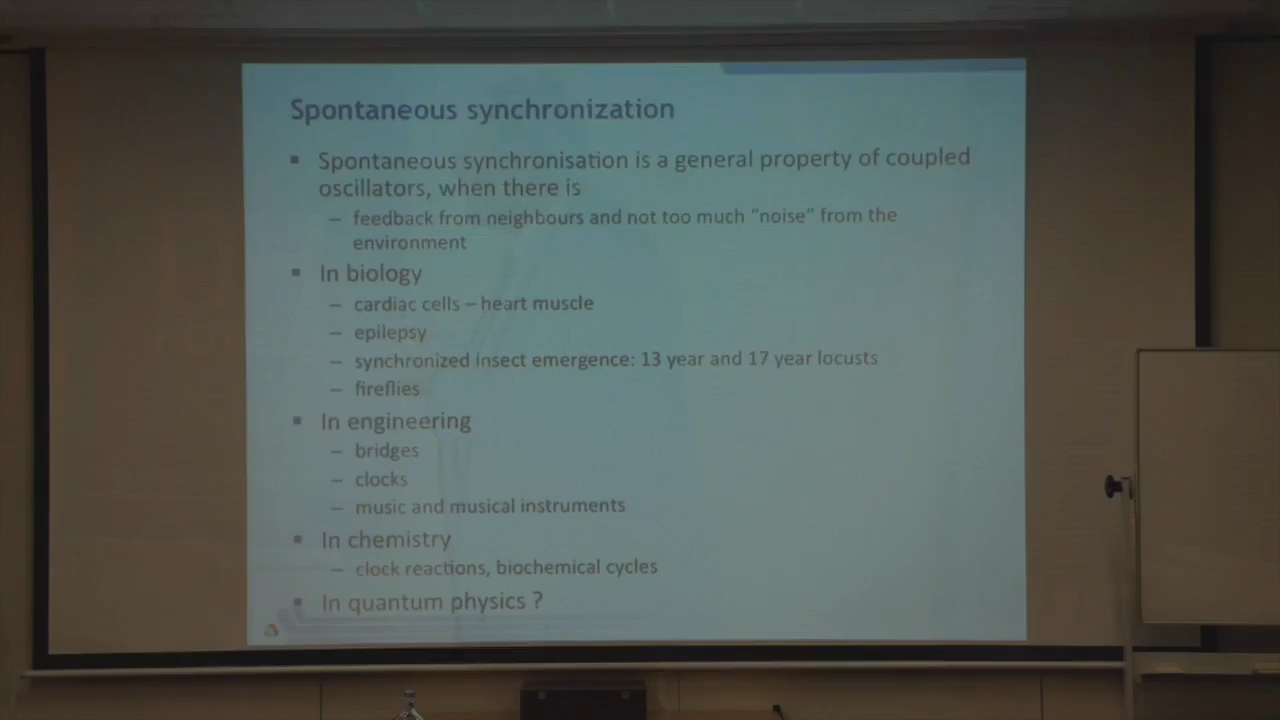 Spontaneous synchronization
▪ Spontaneous synchronisation is a general property of coupled
oscillators, when there is
– feedback from neighbours and not too much "noise" from the
environment
▪ In biology
– cardiac cells – heart muscle
– epilepsy
– synchronized insect emergence: 13 year and 17 year locusts
– fireflies
▪ In engineering
– bridges
– clocks
– music and musical instruments
▪ In chemistry
– clock reactions, biochemical cycles
▪ In quantum physics ?